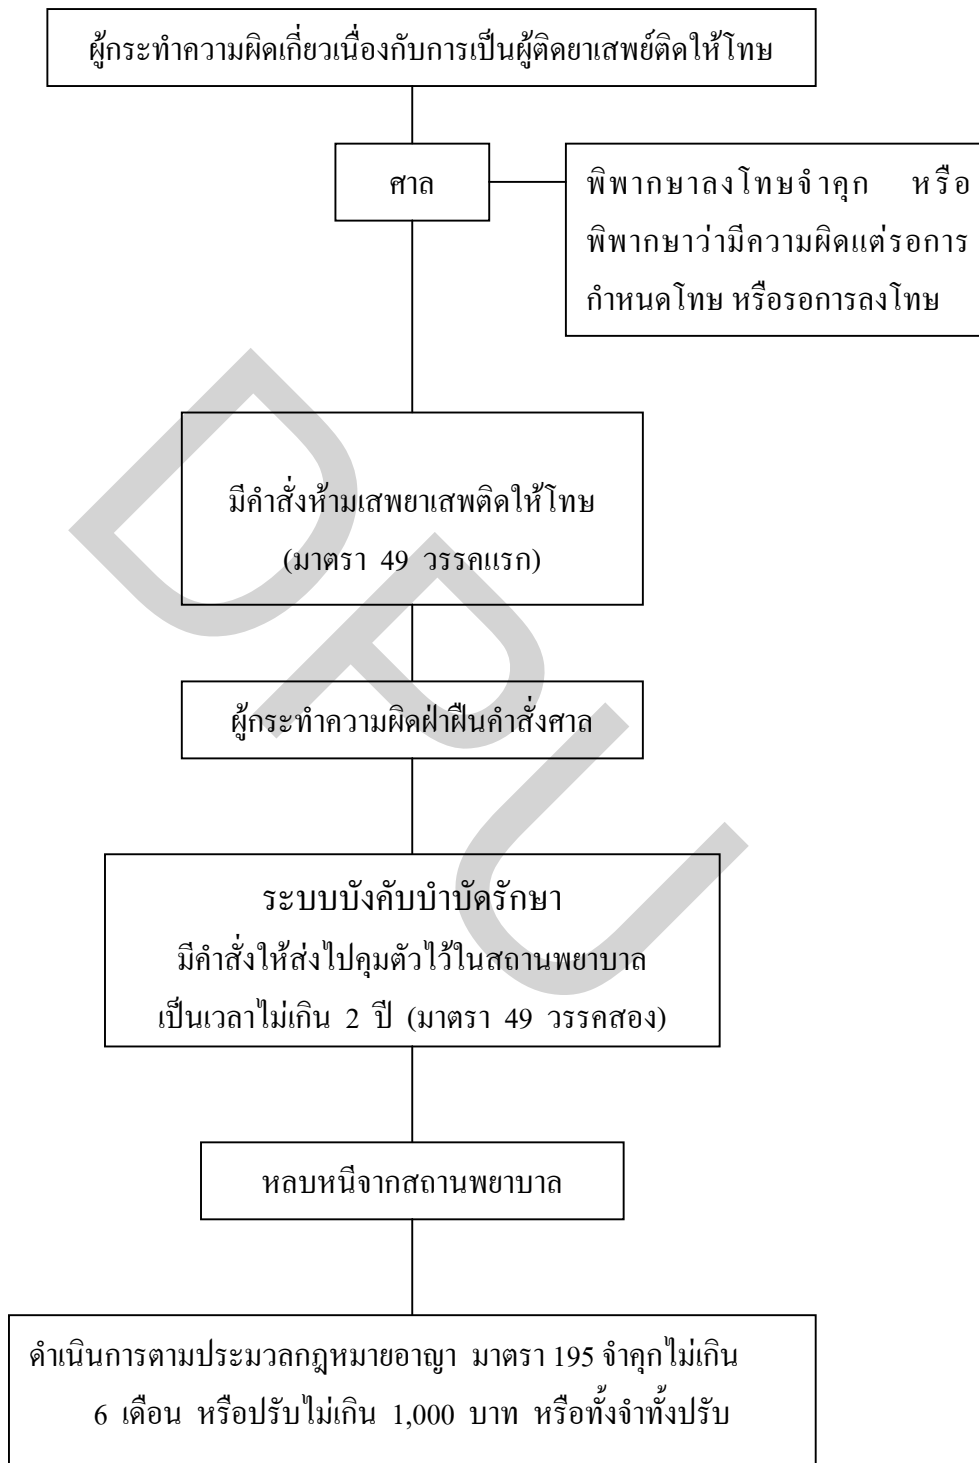 ผู้กระทำความผิดเกี่ยวเนื่องกับการเป็นผู้ติดยาเสพย์ติดให้โทษ
ศาล
พิพากษาลงโทษจำคุก หรือ
พิพากษาว่ามีความผิดแต่รอการ
กำหนดโทษ หรือรอการลงโทษ
มีคำสั่งห้ามเสพยาเสพติดให้โทษ
(มาตรา 49 วรรคแรก)
ผู้กระทำความผิดฝ่าฝืนคำสั่งศาล
ระบบบังคับบำบัดรักษา
มีคำสั่งให้ส่งไปคุมตัวไว้ในสถานพยาบาล
เป็นเวลาไม่เกิน 2 ปี (มาตรา 49 วรรคสอง)
หลบหนีจากสถานพยาบาล
ดำเนินการตามประมวลกฎหมายอาญา มาตรา 195 จำคุกไม่เกิน
6 เดือน หรือปรับไม่เกิน 1,000 บาท หรือทั้งจำทั้งปรับ
DPU